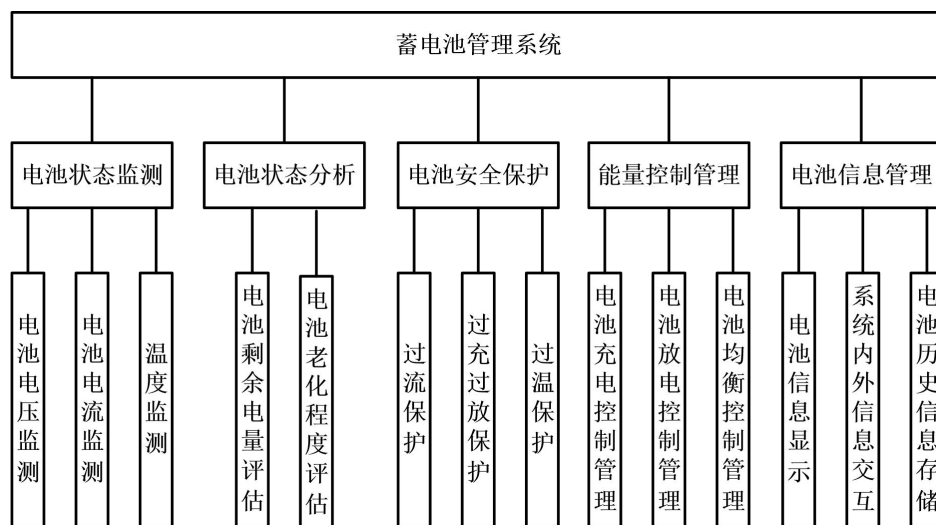 蓄电池管理系统
电池状态监测
电池状态分析
电池安全保护
能量控制管理
电池信息管理
电池电压监测
电池电流监测
温度监测
电池剩余电量评估
电池老化程度评估
过流保护
过充过放保护
过温保护
电池充电控制管理
电池放电控制管理
电池均衡控制管理
电池信息显示
系统内外信息交互
电池历史信息存储